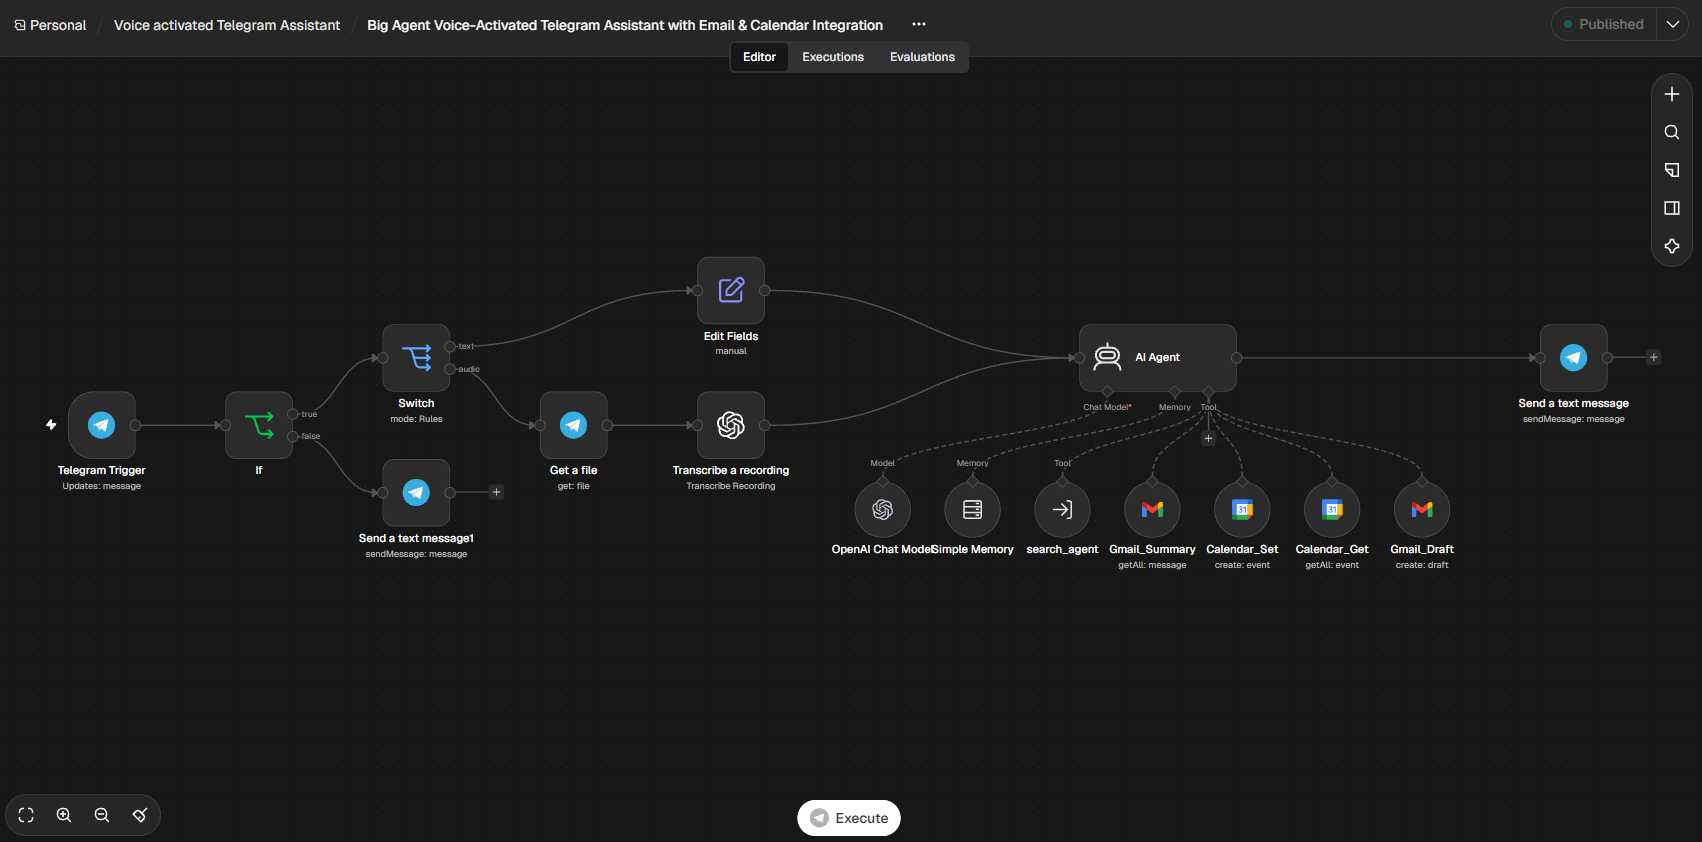 Personal / Voice activated Telegram Assistant / Big Agent Voice-Activated Telegram Assistant with Email & Calendar Integration ...
Published
Editor Executions Evaluations
Edit Fields
manual
text
audio
Switch
mode: Rules
true
false
Telegram Trigger
Updates: message
If
Send a text message1
sendMessage: message
Get a file
get: file
Transcribe a recording
Transcribe Recording
AI Agent
Chat Model*
Memory
Tool
Send a text message
sendMessage: message
Model
Memory
Tool
OpenAI Chat Model
Simple Memory
search_agent
31
Gmail_Summary
getAll: message
Calendar_Set
create: event
31
Calendar_Get
getAll: event
Gmail_Draft
create: draft
Execute